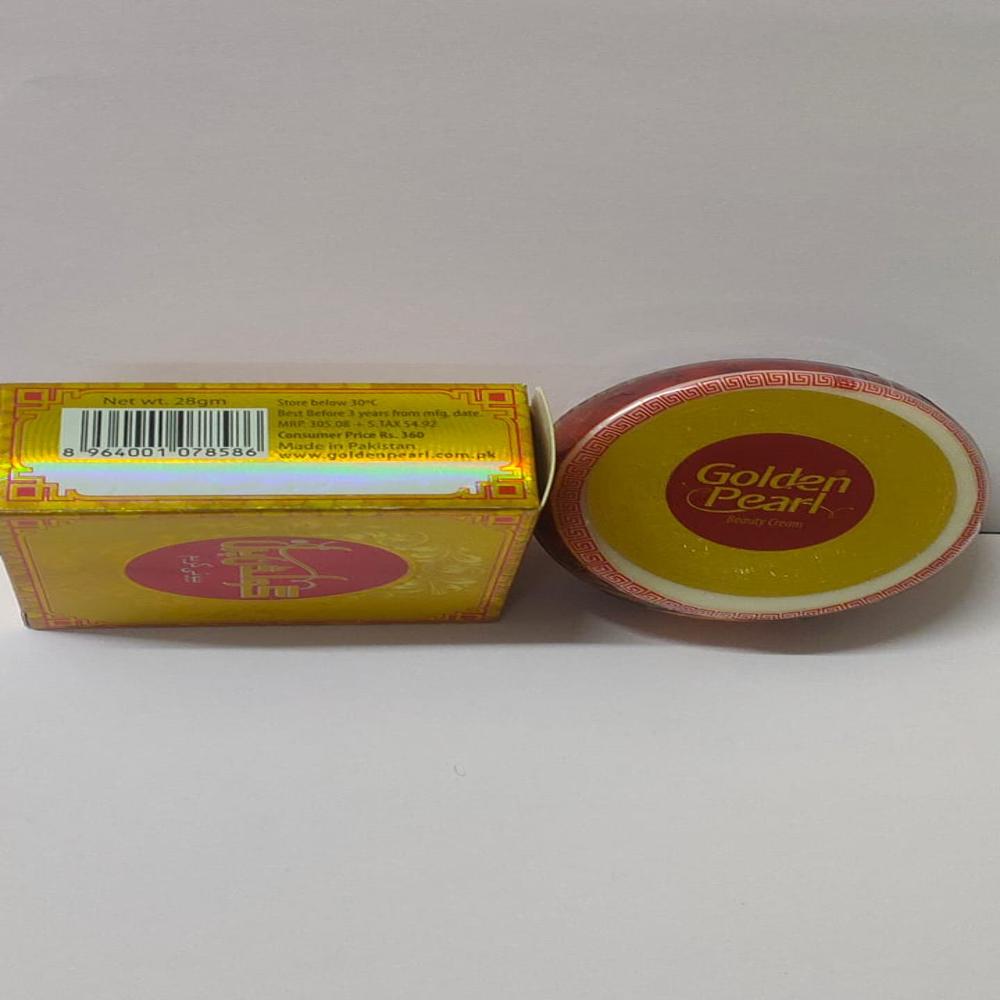 Net wt. 28gm
8 964001 078586
Store below 30°C
Best Before 3 years from mfg, date.
MRP: 305.08 + S.TAX 54.92
Consumer Price Rs. 360
Made in Pakistan
www.goldenpearl.com.pk
Golden
Pearl
Beauty Cream